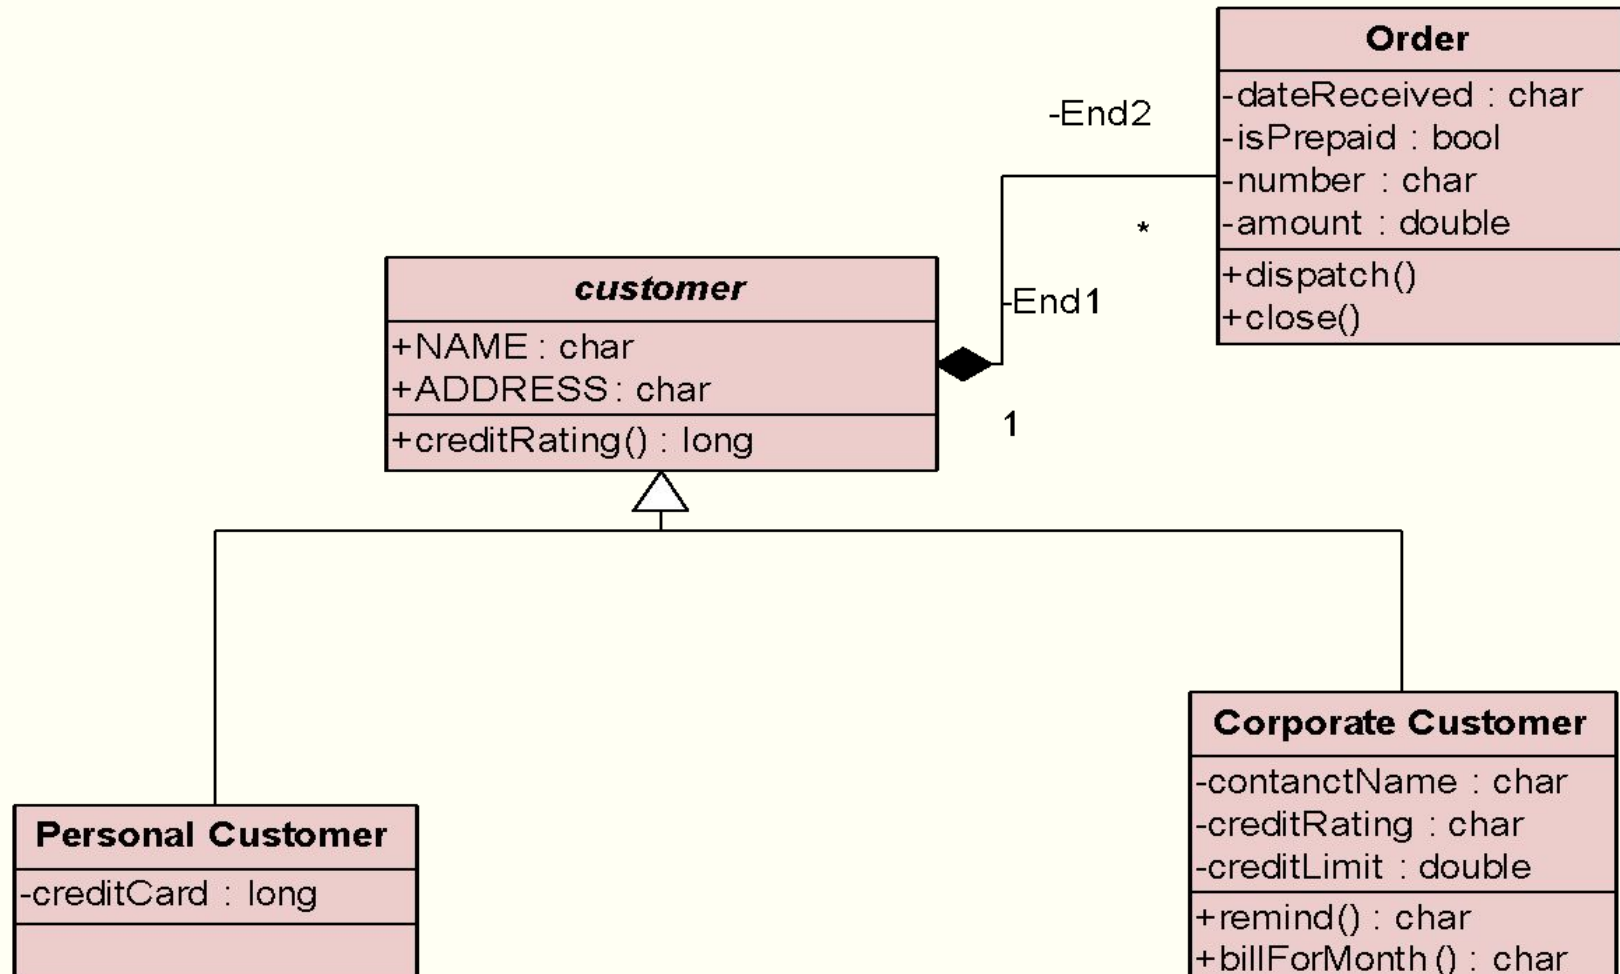 Order
-dateReceived : char
-isPrepaid : bool
-number : char
-amount : double
+dispatch()
+close()
-End2
*
-End1
1
customer
+NAME : char
+ADDRESS : char
+creditRating() : long
Personal Customer
-creditCard : long
Corporate Customer
-contanctName : char
-creditRating : char
-creditLimit : double
+remind() : char
+billForMonth() : char